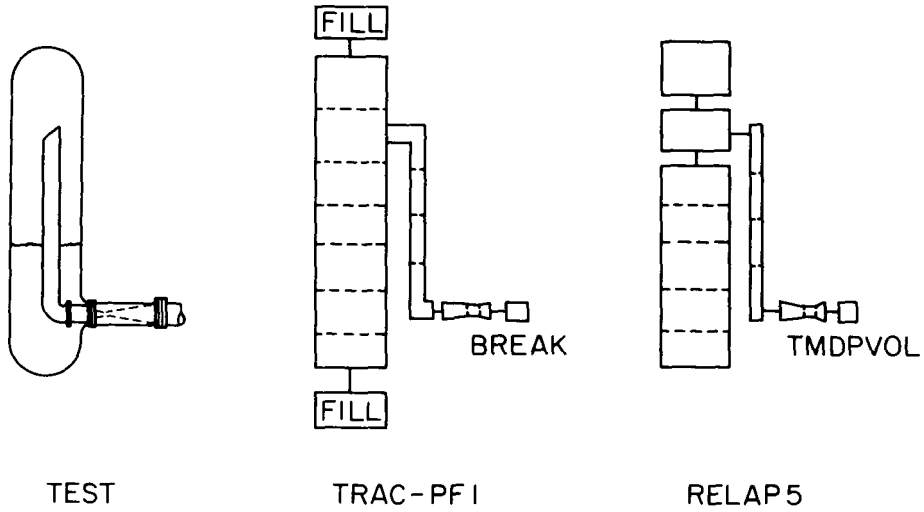 FILL
BREAK
TMDPVOL
FILL
TEST
TRAC-PF1
RELAP5